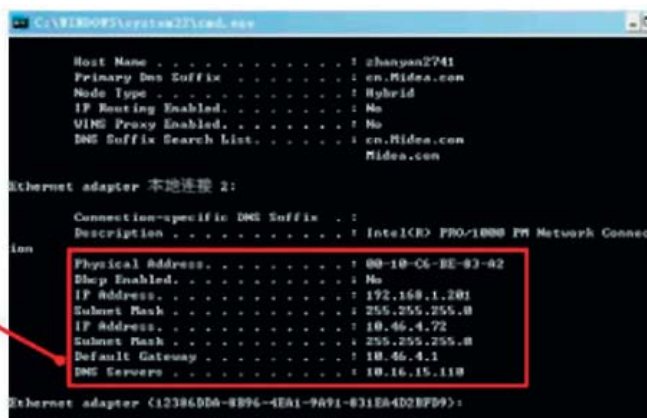 C:\WINDOWS\system32\cmd.exe
Host Name . . . . . . . . . . . . : zhanyan2741
Primary Dns Suffix . . . . . . . : cn.Midea.com
Node Type . . . . . . . . . . . . : Hybrid
IP Routing Enabled. . . . . . . . : No
WINS Proxy Enabled. . . . . . . . : No
DNS Suffix Search List. . . . . . : cn.Midea.com
Midea.com
Ethernet adapter 本地连接 2:
Connection-specific DNS Suffix . :
Description . . . . . . . . . . . : Intel(R) PRO/1000 PM Network Connec
ion
Physical Address. . . . . . . . . : 00-10-C6-BE-83-A2
Dhcp Enabled. . . . . . . . . . . : No
IP Address. . . . . . . . . . . . : 192.168.1.201
Subnet Mask . . . . . . . . . . . : 255.255.255.0
IP Address. . . . . . . . . . . . : 10.46.4.72
Subnet Mask . . . . . . . . . . . : 255.255.255.0
Default Gateway . . . . . . . . . : 10.46.4.1
DNS Servers . . . . . . . . . . . : 10.16.15.110
Ethernet adapter {12386DDA-8B96-4EA1-9A91-831EA4D2BFD9}: